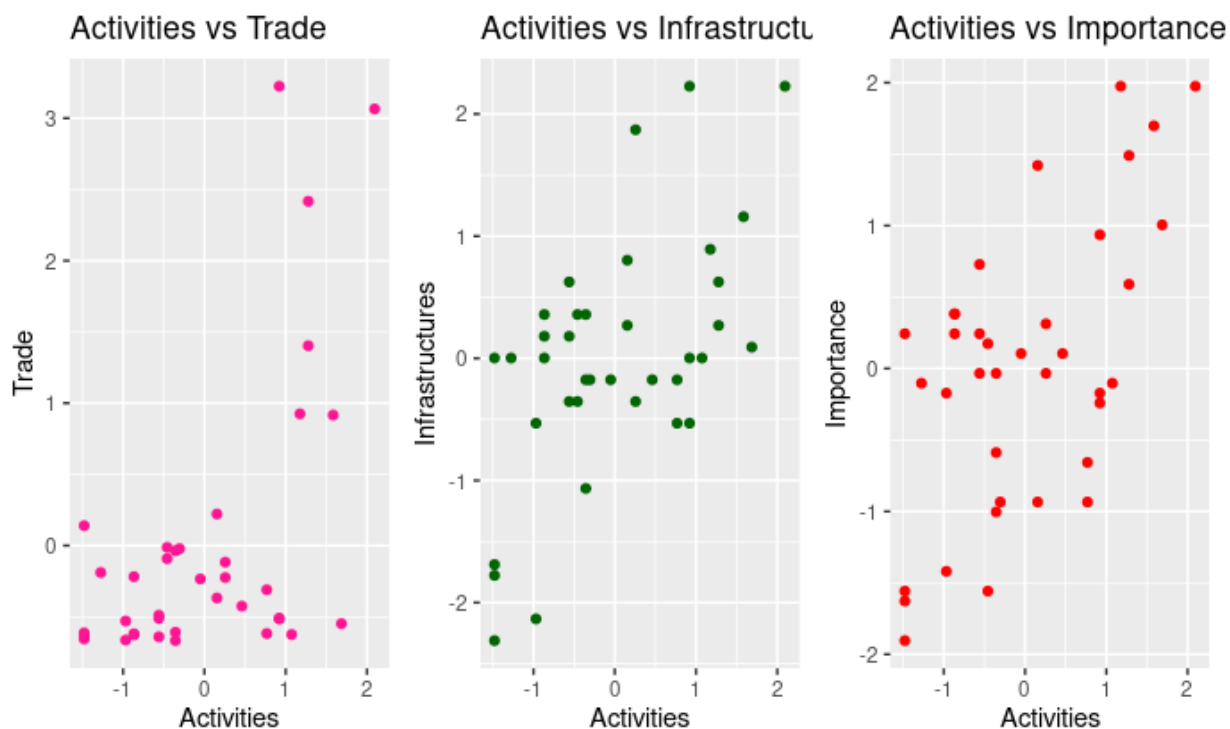 Activities vs Trade
3
2
1
0
Trade
-1 0 1 2
Activities
Activities vs Infrastructu
2
1
0
-1
-2
Infrastructures
-1 0 1 2
Activities
Activities vs Importance
2
1
0
-1
-2
Importance
-1 0 1 2
Activities